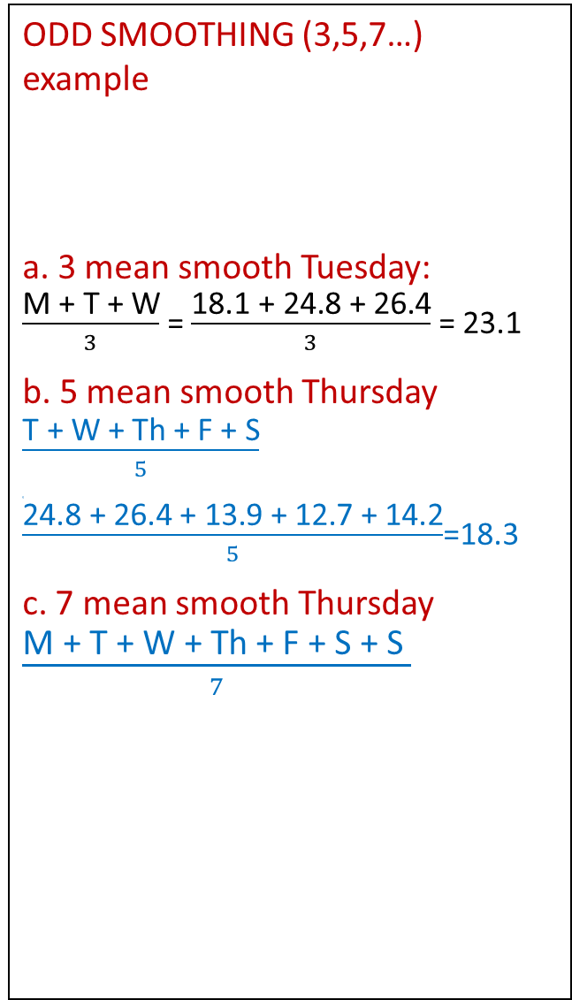 ODD SMOOTHING (3,5,7…)
example
a. 3 mean smooth Tuesday:
M + T + W / 3 = 18.1 + 24.8 + 26.4 / 3 = 23.1
b. 5 mean smooth Thursday
T + W + Th + F + S
5
24.8 + 26.4 + 13.9 + 12.7 + 14.2
5
=18.3
c. 7 mean smooth Thursday
M + T + W + Th + F + S + S
7